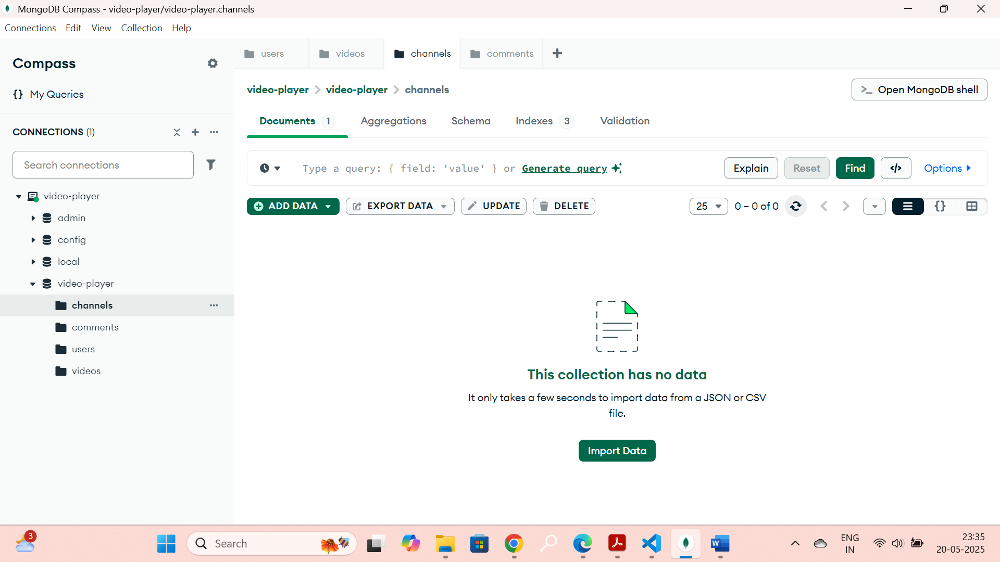 MongoDB Compass - video-player/video-player.channels
Connections Edit View Collection Help
Compass
{} My Queries
CONNECTIONS (1)
Search connections
video-player
admin
config
local
video-player
channels
comments
users
videos
users videos channels comments
video-player > video-player > channels
>_ Open MongoDB shell
Documents 1 Aggregations Schema Indexes 3 Validation
Type a query: { field: 'value' } or Generate query
Explain Reset Find </> Options
ADD DATA EXPORT DATA UPDATE DELETE
25 0 – 0 of 0 {}
This collection has no data
It only takes a few seconds to import data from a JSON or CSV
file.
Import Data
3
Search
W
ENG
IN
23:35
20-05-2025